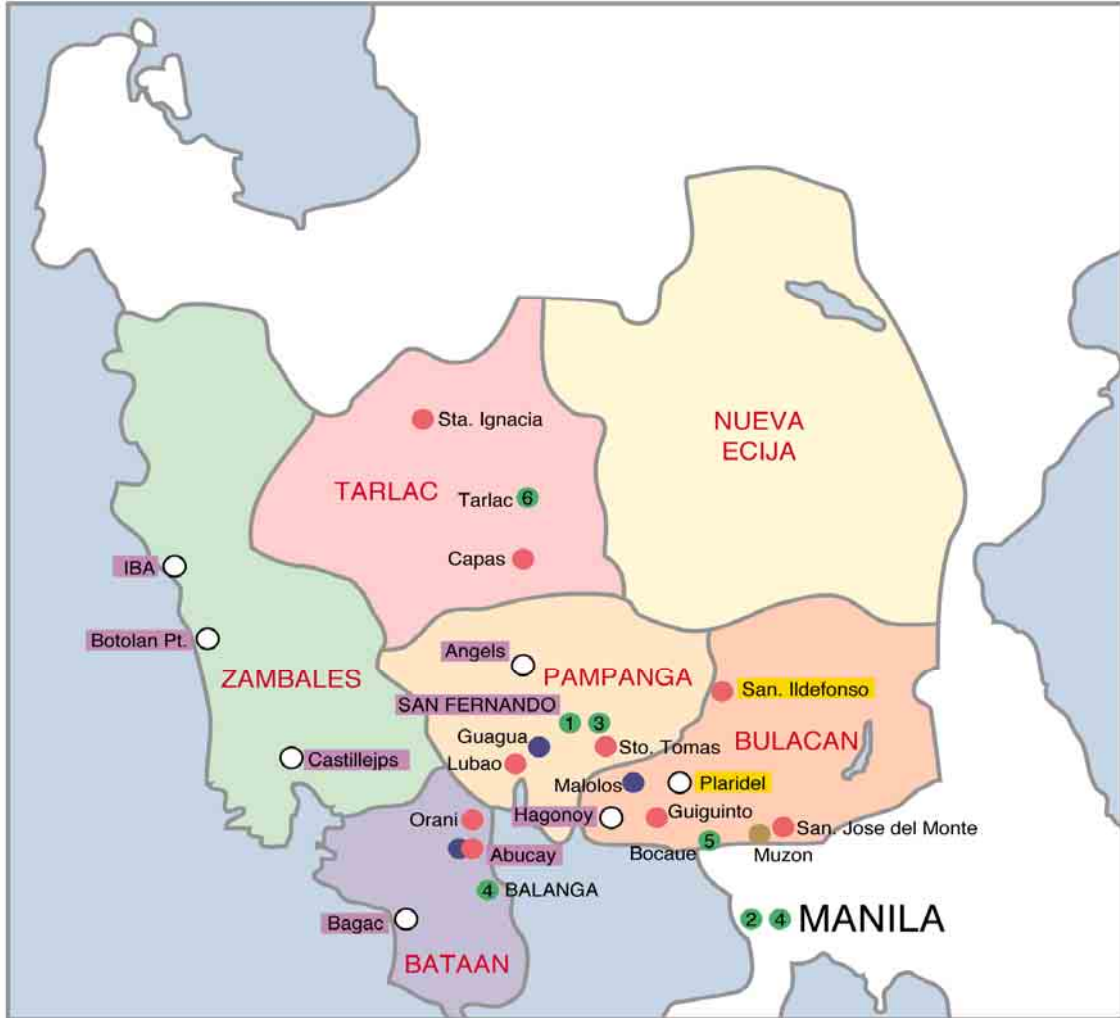 NUEVA
ECIJA
Sta. Ignacia
TARLAC
Tarlac 6
Capas
IBA
Botolan Pt.
ZAMBALES
Angels
PAMPANGA
San. Ildefonso
SAN FERNANDO
1 3
Guagua
Sto. Tomas
BULACAN
Lubao
Castillejps
Malolos
Plaridel
Orani
Hagonoy
Guiguinto
San. Jose del Monte
Abucay
Bocaue 5
Muzon
4 BALANGA
Bagac
2 4 MANILA
BATAAN